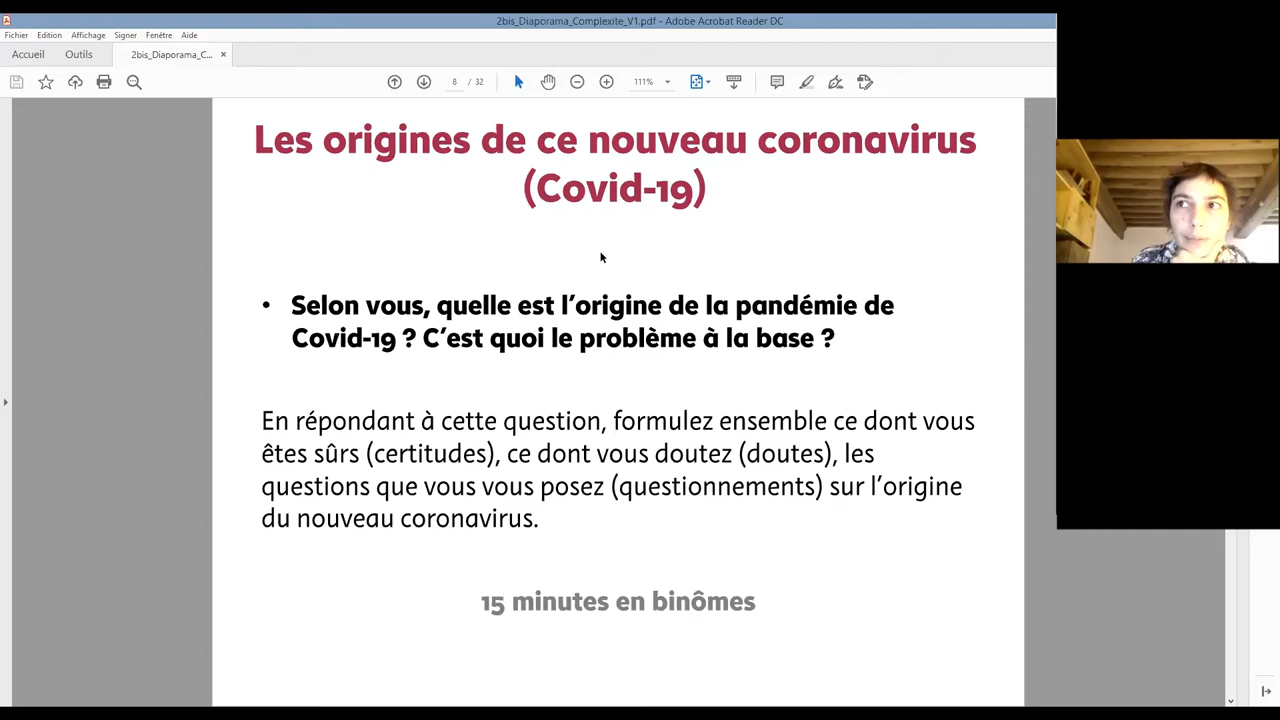 2bis_Diaporama_Complexite_V1.pdf - Adobe Acrobat Reader DC
Fichier Edition Affichage Signer Fenêtre Aide
Accueil Outils 2bis_Diaporama_C... ×
8 / 32 111%
Les origines de ce nouveau coronavirus
(Covid-19)
• Selon vous, quelle est l’origine de la pandémie de
Covid-19 ? C’est quoi le problème à la base ?
En répondant à cette question, formulez ensemble ce dont vous
êtes sûrs (certitudes), ce dont vous doutez (doutes), les
questions que vous vous posez (questionnements) sur l’origine
du nouveau coronavirus.
15 minutes en binômes